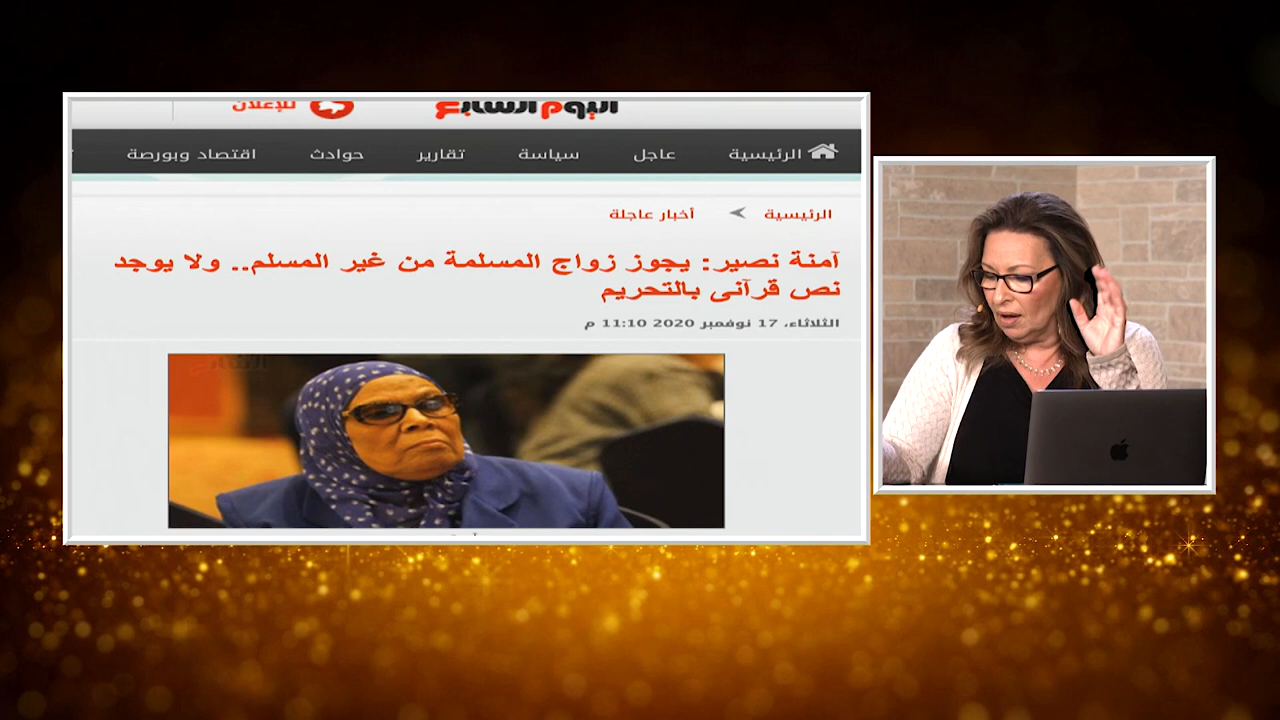 اليوم السابع
للإعلان
الرئيسية عاجل سياسة تقارير حوادث اقتصاد وبورصة
الرئيسية أخبار عاجلة
آمنة نصير: يجوز زواج المسلمة من غير المسلم.. ولا يوجد
نص قرآنى بالتحريم
الثلاثاء، 17 نوفمبر 2020 11:10 م